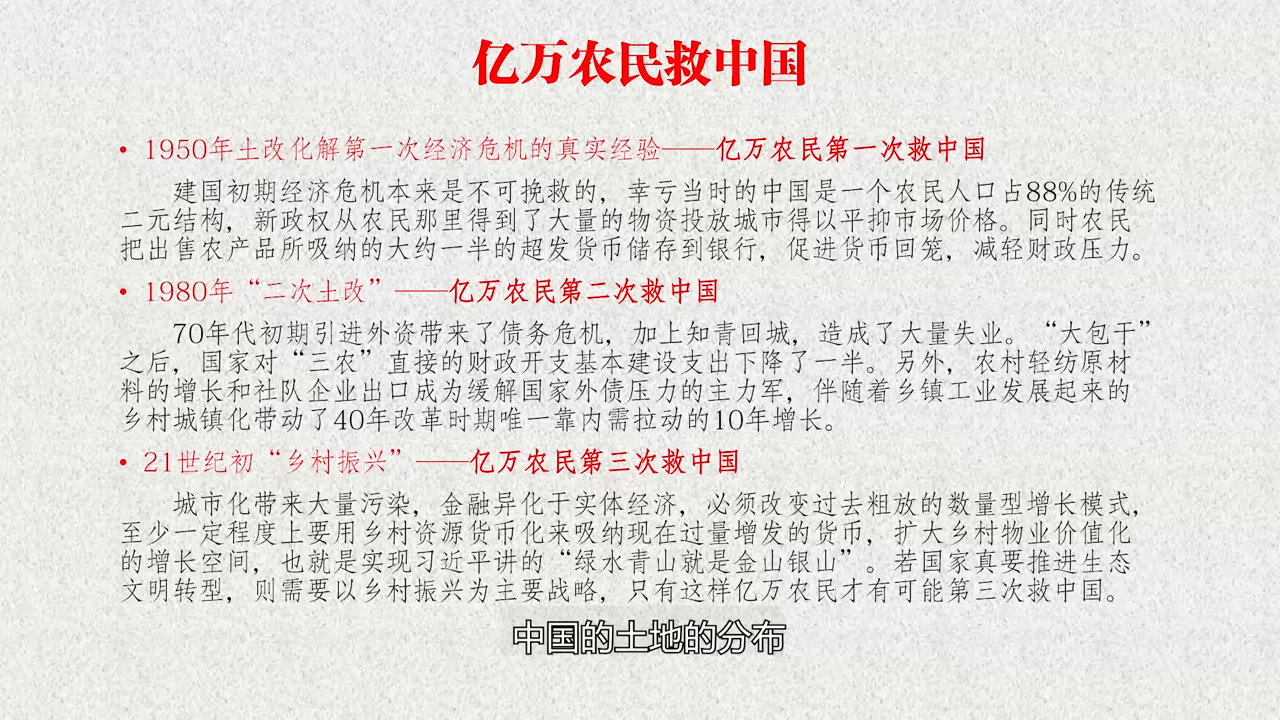 亿万农民救中国
• 1950年土改化解第一次经济危机的真实经验——亿万农民第一次救中国
建国初期经济危机本来是不可挽救的，幸亏当时的中国是一个农民人口占88%的传统
二元结构，新政权从农民那里得到了大量的物资投放城市得以平抑市场价格。同时农民
把出售农产品所吸纳的大约一半的超发货币储存到银行，促进货币回笼，减轻财政压力。
• 1980年“二次土改”——亿万农民第二次救中国
70年代初期引进外资带来了债务危机，加上知青回城，造成了大量失业。“大包干”
之后，国家对“三农”直接的财政开支基本建设支出下降了一半。另外，农村轻纺原材
料的增长和社队企业出口成为缓解国家外债压力的主力军，伴随着乡镇工业发展起来的
乡村城镇化带动了40年改革时期唯一靠内需拉动的10年增长。
• 21世纪初“乡村振兴”——亿万农民第三次救中国
城市化带来大量污染，金融异化于实体经济，必须改变过去粗放的数量型增长模式，
至少一定程度上要用乡村资源货币化来吸纳现在过量增发的货币，扩大乡村物业价值化
的增长空间，也就是实现习近平讲的“绿水青山就是金山银山”。若国家真要推进生态
文明转型，则需要以乡村振兴为主要战略，只有这样亿万农民才有可能第三次救中国。
中国的土地的分布